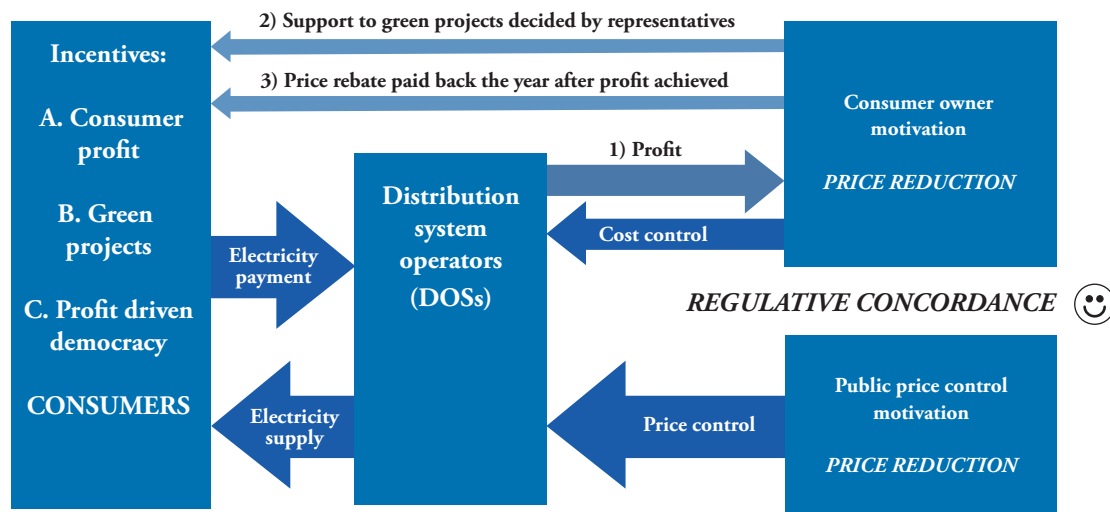 2) Support to green projects decided by representatives
Incentives:
A. Consumer
profit
B. Green
projects
C. Profit driven
democracy
CONSUMERS
3) Price rebate paid back the year after profit achieved
Consumer owner
motivation
PRICE REDUCTION
1) Profit
Distribution
system
operators
(DOSs)
Cost control
Electricity
payment
REGULATIVE CONCORDANCE
Public price control
motivation
PRICE REDUCTION
Electricity
supply
Price control